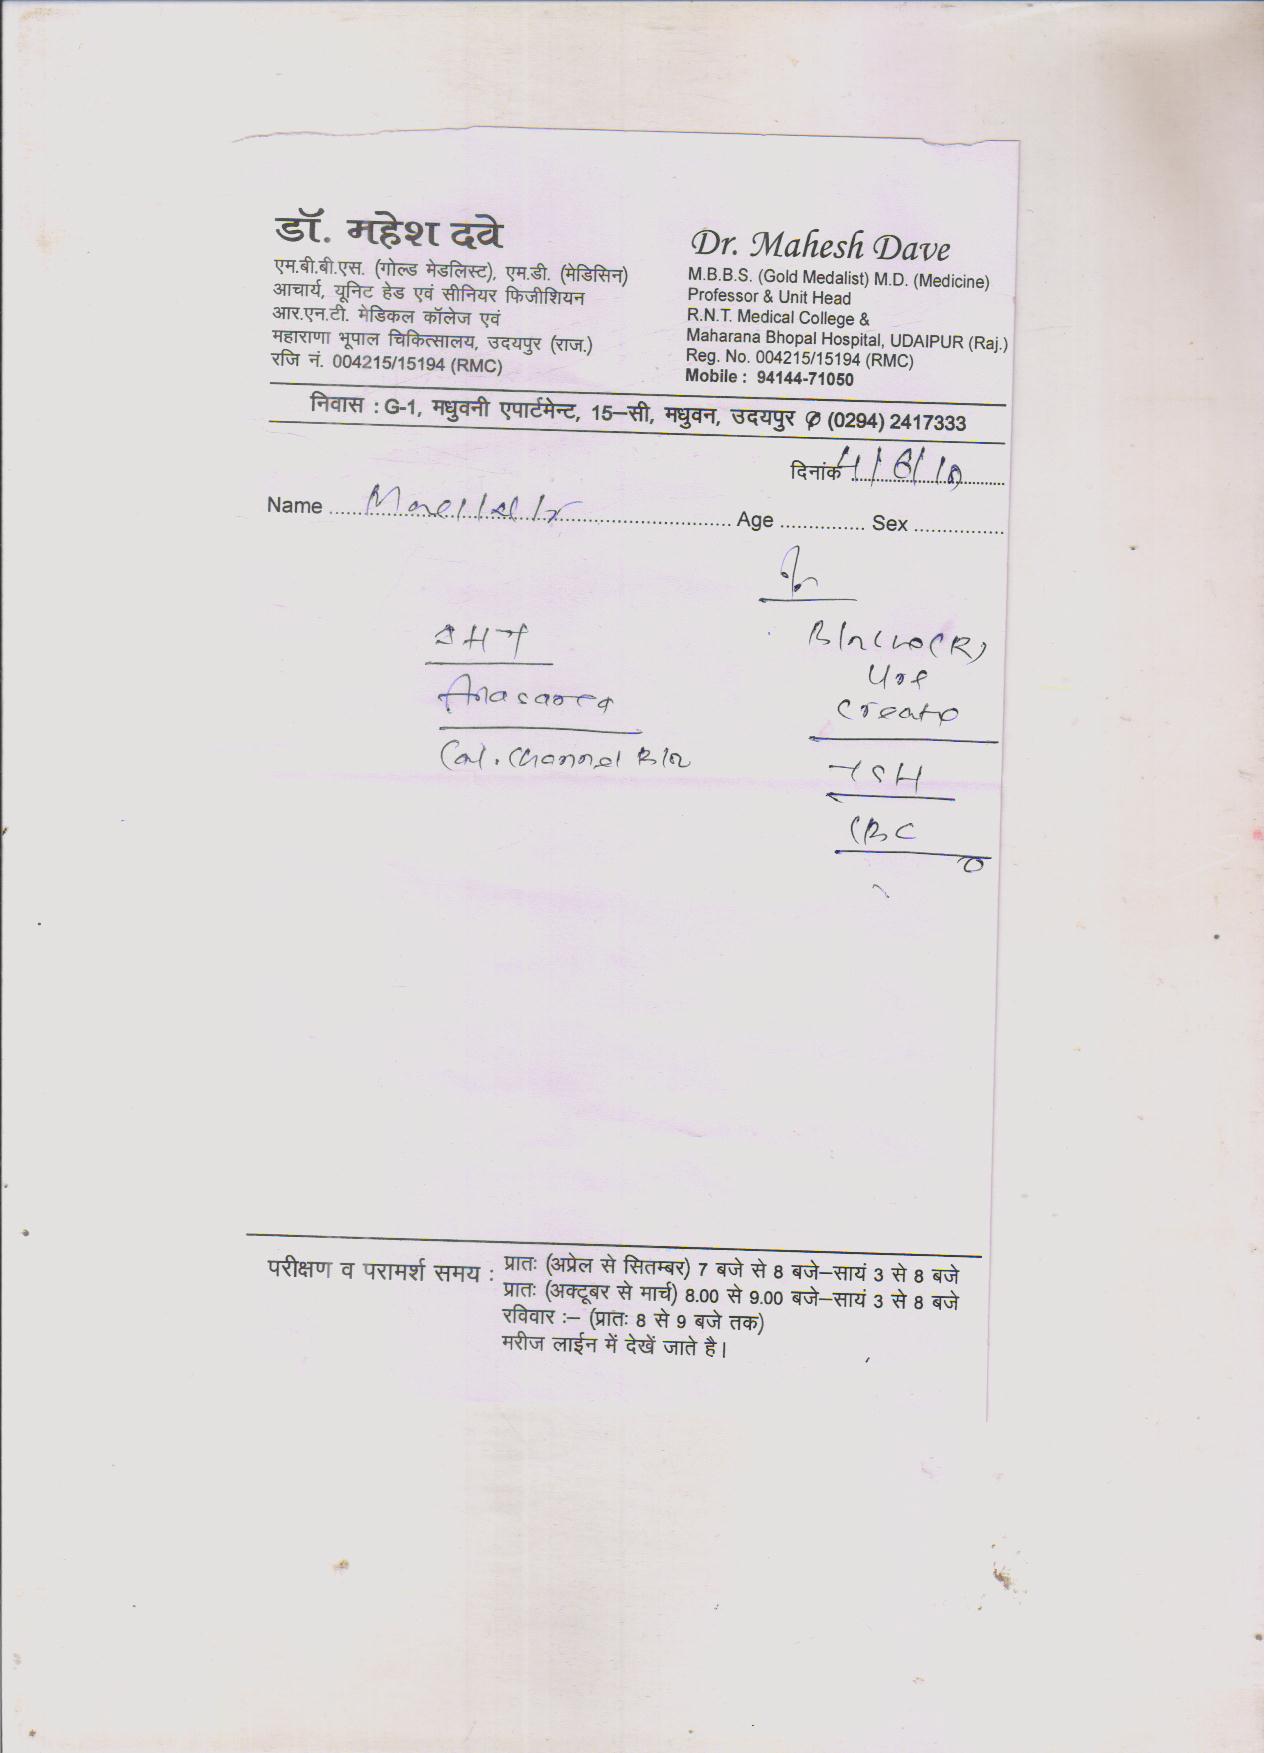 डॉ. महेश दवे
एम.बी.बी.एस. (गोल्ड मेडलिस्ट), एम.डी. (मेडिसिन)
आचार्य, यूनिट हेड एवं सीनियर फिजीशियन
आर.एन.टी. मेडिकल कॉलेज एवं
महाराणा भूपाल चिकित्सालय, उदयपुर (राज.)
रजि नं. 004215/15194 (RMC)
Dr. Mahesh Dave
M.B.B.S. (Gold Medalist) M.D. (Medicine)
Professor & Unit Head
R.N.T. Medical College &
Maharana Bhopal Hospital, UDAIPUR (Raj.)
Reg. No. 004215/15194 (RMC)
Mobile : 94144-71050
निवास : G-1, मधुवनी एपार्टमेन्ट, 15–सी, मधुवन, उदयपुर ✆ (0294) 2417333
दिनांक
Name
Age
Sex
Anasarca
Cal. Channel
TSH
CBC
परीक्षण व परामर्श समय :
प्रातः (अप्रेल से सितम्बर) 7 बजे से 8 बजे–सायं 3 से 8 बजे
प्रातः (अक्टूबर से मार्च) 8.00 से 9.00 बजे–सायं 3 से 8 बजे
रविवार :– (प्रातः 8 से 9 बजे तक)
मरीज लाईन में देखें जाते है।